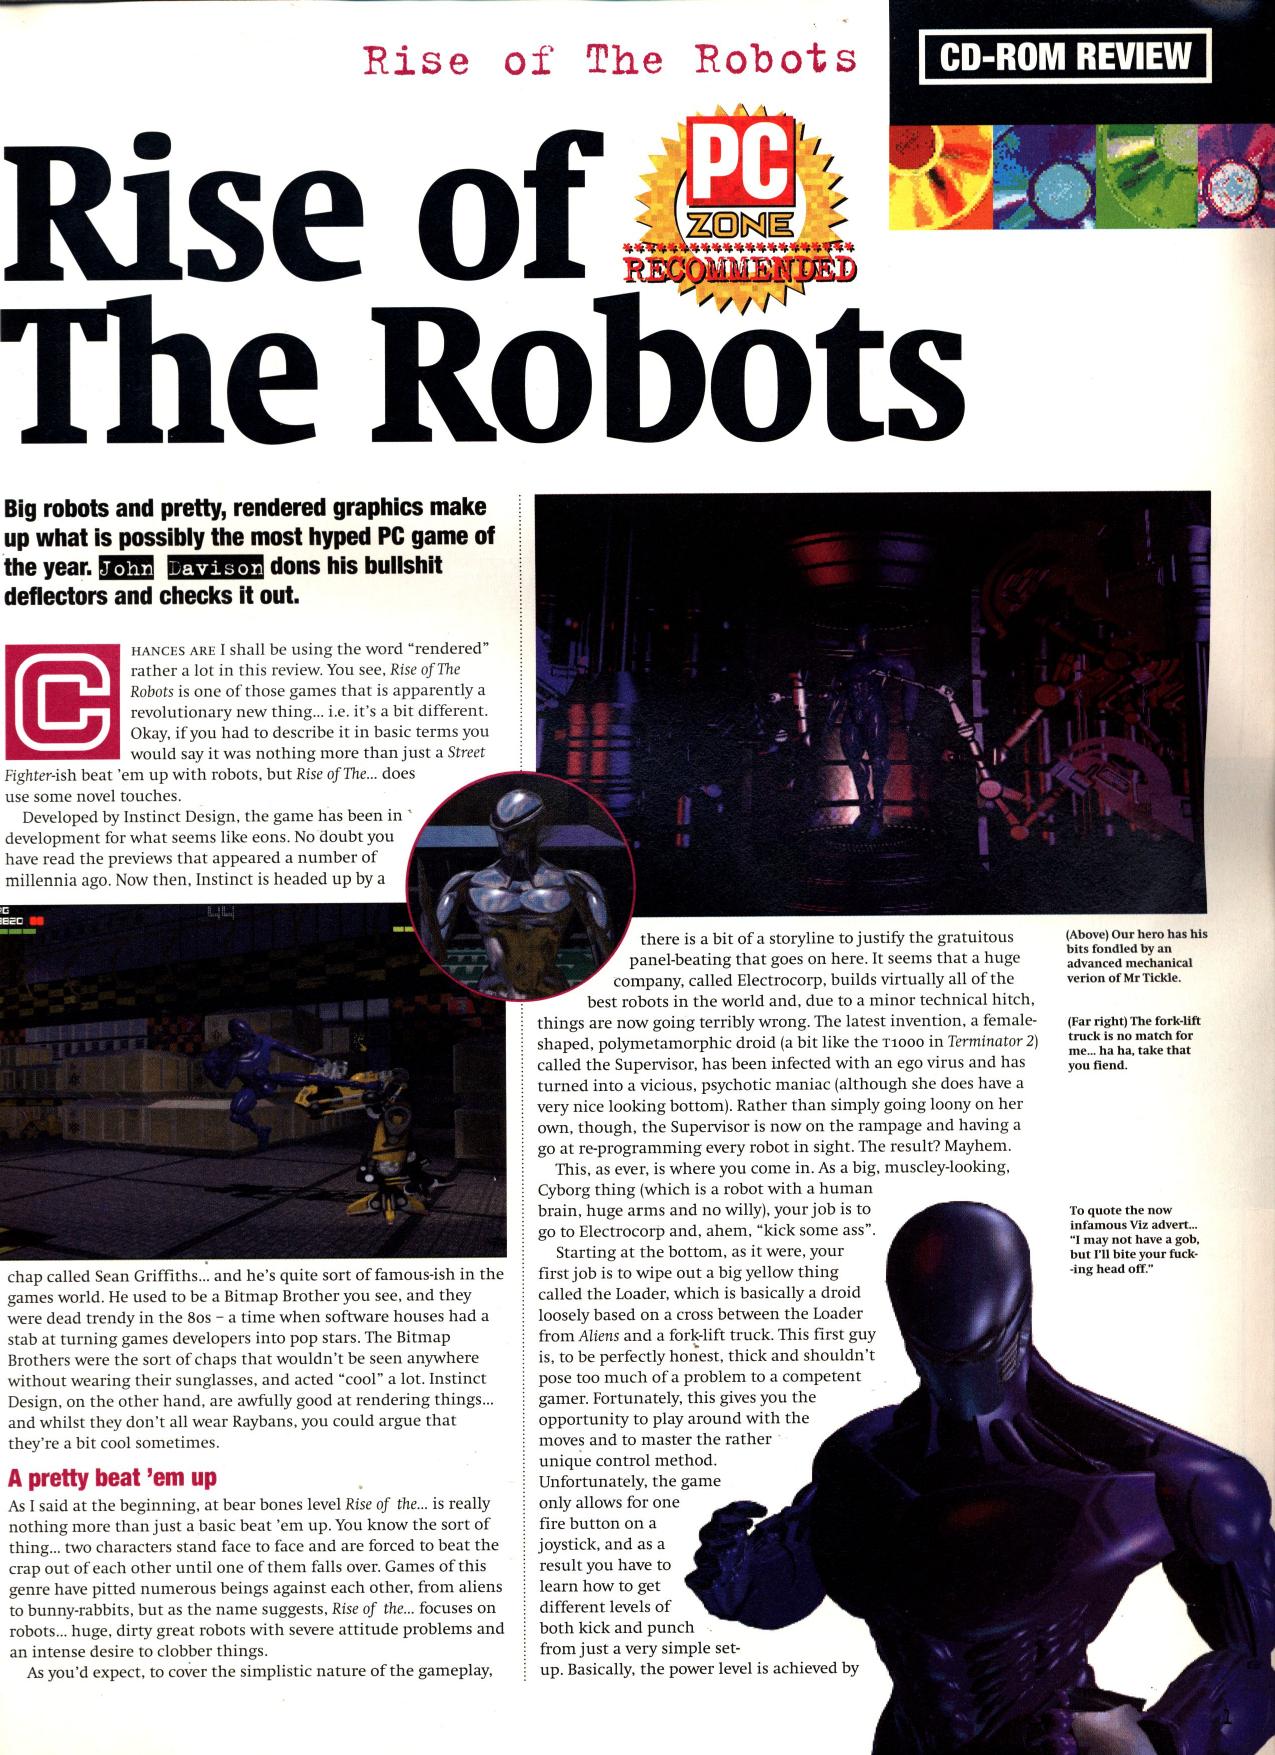 Rise of The Robots
CD-ROM REVIEW
Rise of
The Robots
PC
ZONE
RECOMMENDED
Big robots and pretty, rendered graphics make
up what is possibly the most hyped PC game of
the year. John Davison dons his bullshit
deflectors and checks it out.
CHANCES ARE I shall be using the word “rendered”
rather a lot in this review. You see, Rise of The
Robots is one of those games that is apparently a
revolutionary new thing... i.e. it’s a bit different.
Okay, if you had to describe it in basic terms you
would say it was nothing more than just a Street
Fighter-ish beat ’em up with robots, but Rise of The... does
use some novel touches.
Developed by Instinct Design, the game has been in
development for what seems like eons. No doubt you
have read the previews that appeared a number of
millennia ago. Now then, Instinct is headed up by a
chap called Sean Griffiths... and he’s quite sort of famous-ish in the
games world. He used to be a Bitmap Brother you see, and they
were dead trendy in the 80s – a time when software houses had a
stab at turning games developers into pop stars. The Bitmap
Brothers were the sort of chaps that wouldn’t be seen anywhere
without wearing their sunglasses, and acted “cool” a lot. Instinct
Design, on the other hand, are awfully good at rendering things...
and whilst they don’t all wear Raybans, you could argue that
they’re a bit cool sometimes.
A pretty beat ’em up
As I said at the beginning, at bear bones level Rise of the... is really
nothing more than just a basic beat ’em up. You know the sort of
thing... two characters stand face to face and are forced to beat the
crap out of each other until one of them falls over. Games of this
genre have pitted numerous beings against each other, from aliens
to bunny-rabbits, but as the name suggests, Rise of the... focuses on
robots... huge, dirty great robots with severe attitude problems and
an intense desire to clobber things.
As you’d expect, to cover the simplistic nature of the gameplay,
there is a bit of a storyline to justify the gratuitous
panel-beating that goes on here. It seems that a huge
company, called Electrocorp, builds virtually all of the
best robots in the world and, due to a minor technical hitch,
things are now going terribly wrong. The latest invention, a female-
shaped, polymetamorphic droid (a bit like the T1000 in Terminator 2)
called the Supervisor, has been infected with an ego virus and has
turned into a vicious, psychotic maniac (although she does have a
very nice looking bottom). Rather than simply going loony on her
own, though, the Supervisor is now on the rampage and having a
go at re-programming every robot in sight. The result? Mayhem.
This, as ever, is where you come in. As a big, muscley-looking,
Cyborg thing (which is a robot with a human
brain, huge arms and no willy), your job is to
go to Electrocorp and, ahem, “kick some ass”.
Starting at the bottom, as it were, your
first job is to wipe out a big yellow thing
called the Loader, which is basically a droid
loosely based on a cross between the Loader
from Aliens and a fork-lift truck. This first guy
is, to be perfectly honest, thick and shouldn’t
pose too much of a problem to a competent
gamer. Fortunately, this gives you the
opportunity to play around with the
moves and to master the rather
unique control method.
Unfortunately, the game
only allows for one
fire button on a
joystick, and as a
result you have to
learn how to get
different levels of
both kick and punch
from just a very simple set-
up. Basically, the power level is achieved by
(Above) Our hero has his
bits fondled by an
advanced mechanical
verion of Mr Tickle.
(Far right) The fork-lift
truck is no match for
me... ha ha, take that
you fiend.
To quote the now
infamous Viz advert...
“I may not have a gob,
but I’ll bite your fuck-
-ing head off.”